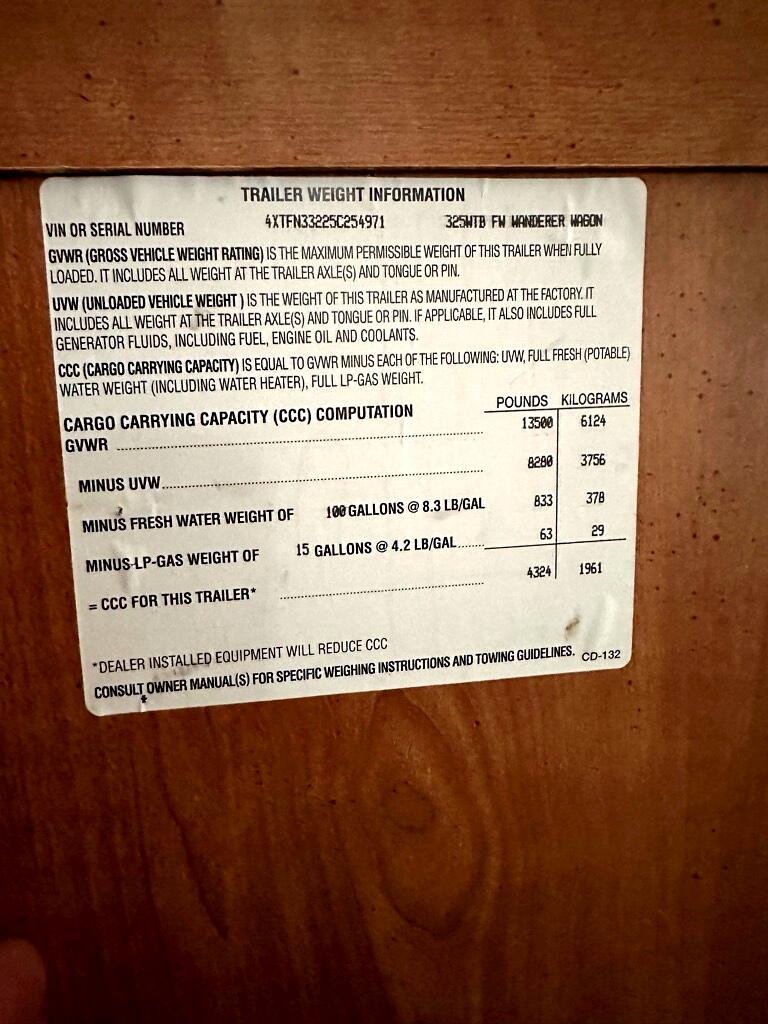 TRAILER WEIGHT INFORMATION
VIN OR SERIAL NUMBER 4XTFN33225C254971 325WTB FW WANDERER WAGON
GVWR (GROSS VEHICLE WEIGHT RATING) IS THE MAXIMUM PERMISSIBLE WEIGHT OF THIS TRAILER WHEN FULLY
LOADED. IT INCLUDES ALL WEIGHT AT THE TRAILER AXLE(S) AND TONGUE OR PIN.
UVW (UNLOADED VEHICLE WEIGHT ) IS THE WEIGHT OF THIS TRAILER AS MANUFACTURED AT THE FACTORY. IT
INCLUDES ALL WEIGHT AT THE TRAILER AXLE(S) AND TONGUE OR PIN. IF APPLICABLE, IT ALSO INCLUDES FULL
GENERATOR FLUIDS, INCLUDING FUEL, ENGINE OIL AND COOLANTS.
CCC (CARGO CARRYING CAPACITY) IS EQUAL TO GVWR MINUS EACH OF THE FOLLOWING: UVW, FULL FRESH (POTABLE)
WATER WEIGHT (INCLUDING WATER HEATER), FULL LP-GAS WEIGHT.
CARGO CARRYING CAPACITY (CCC) COMPUTATION POUNDS KILOGRAMS
GVWR 13500 6124
MINUS UVW 8280 3756
MINUS FRESH WATER WEIGHT OF 100 GALLONS @ 8.3 LB/GAL 833 378
MINUS-LP-GAS WEIGHT OF 15 GALLONS @ 4.2 LB/GAL 63 29
= CCC FOR THIS TRAILER* 4324 1961
*DEALER INSTALLED EQUIPMENT WILL REDUCE CCC
CONSULT OWNER MANUAL(S) FOR SPECIFIC WEIGHING INSTRUCTIONS AND TOWING GUIDELINES. CD-132